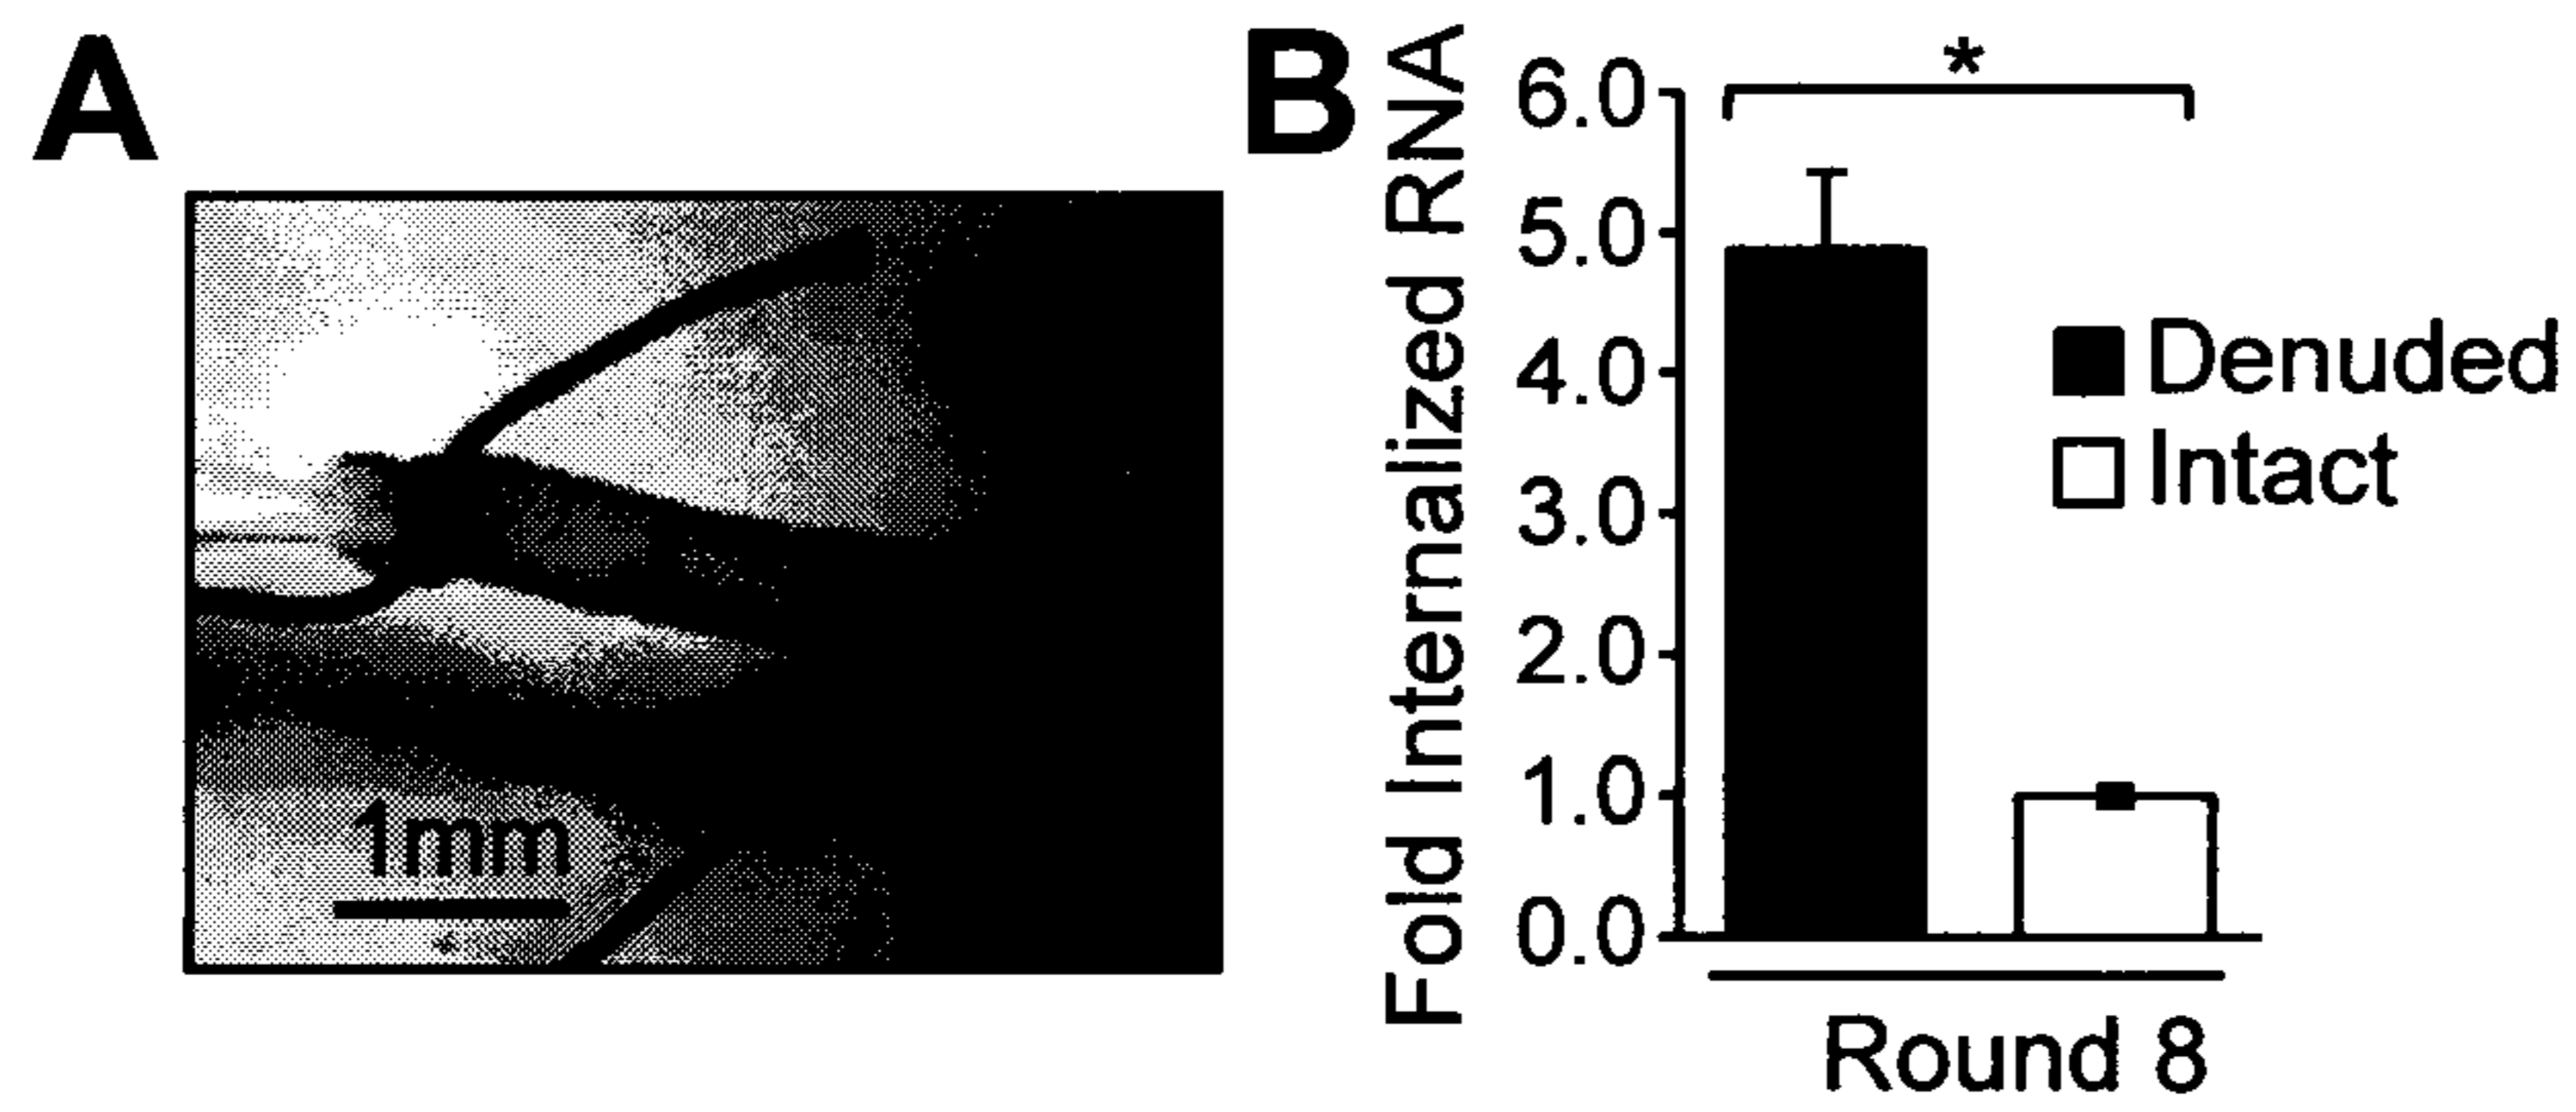 A
1mm
B
Fold Internalized RNA
6.0
5.0
4.0
3.0
2.0
1.0
0.0
*
Denuded
Intact
Round 8